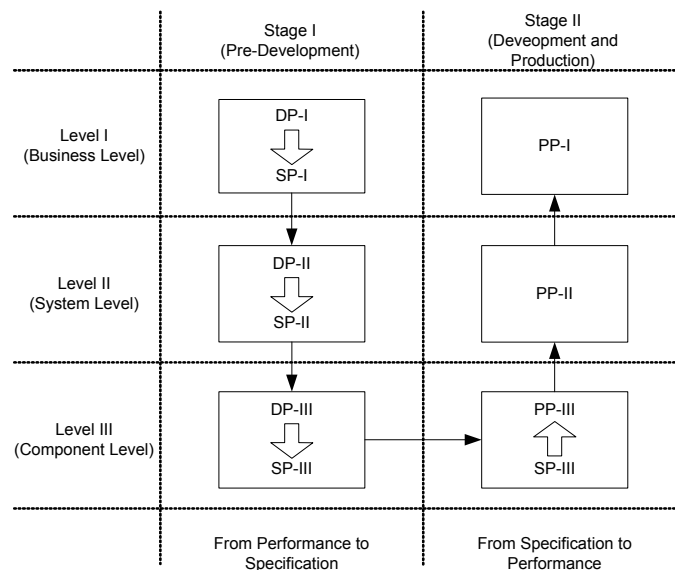 Stage I
(Pre-Development)
Stage II
(Deveopment and
Production)
Level I
(Business Level)
DP-I
SP-I
PP-I
Level II
(System Level)
DP-II
SP-II
PP-II
Level III
(Component Level)
DP-III
SP-III
PP-III
SP-III
From Performance to
Specification
From Specification to
Performance